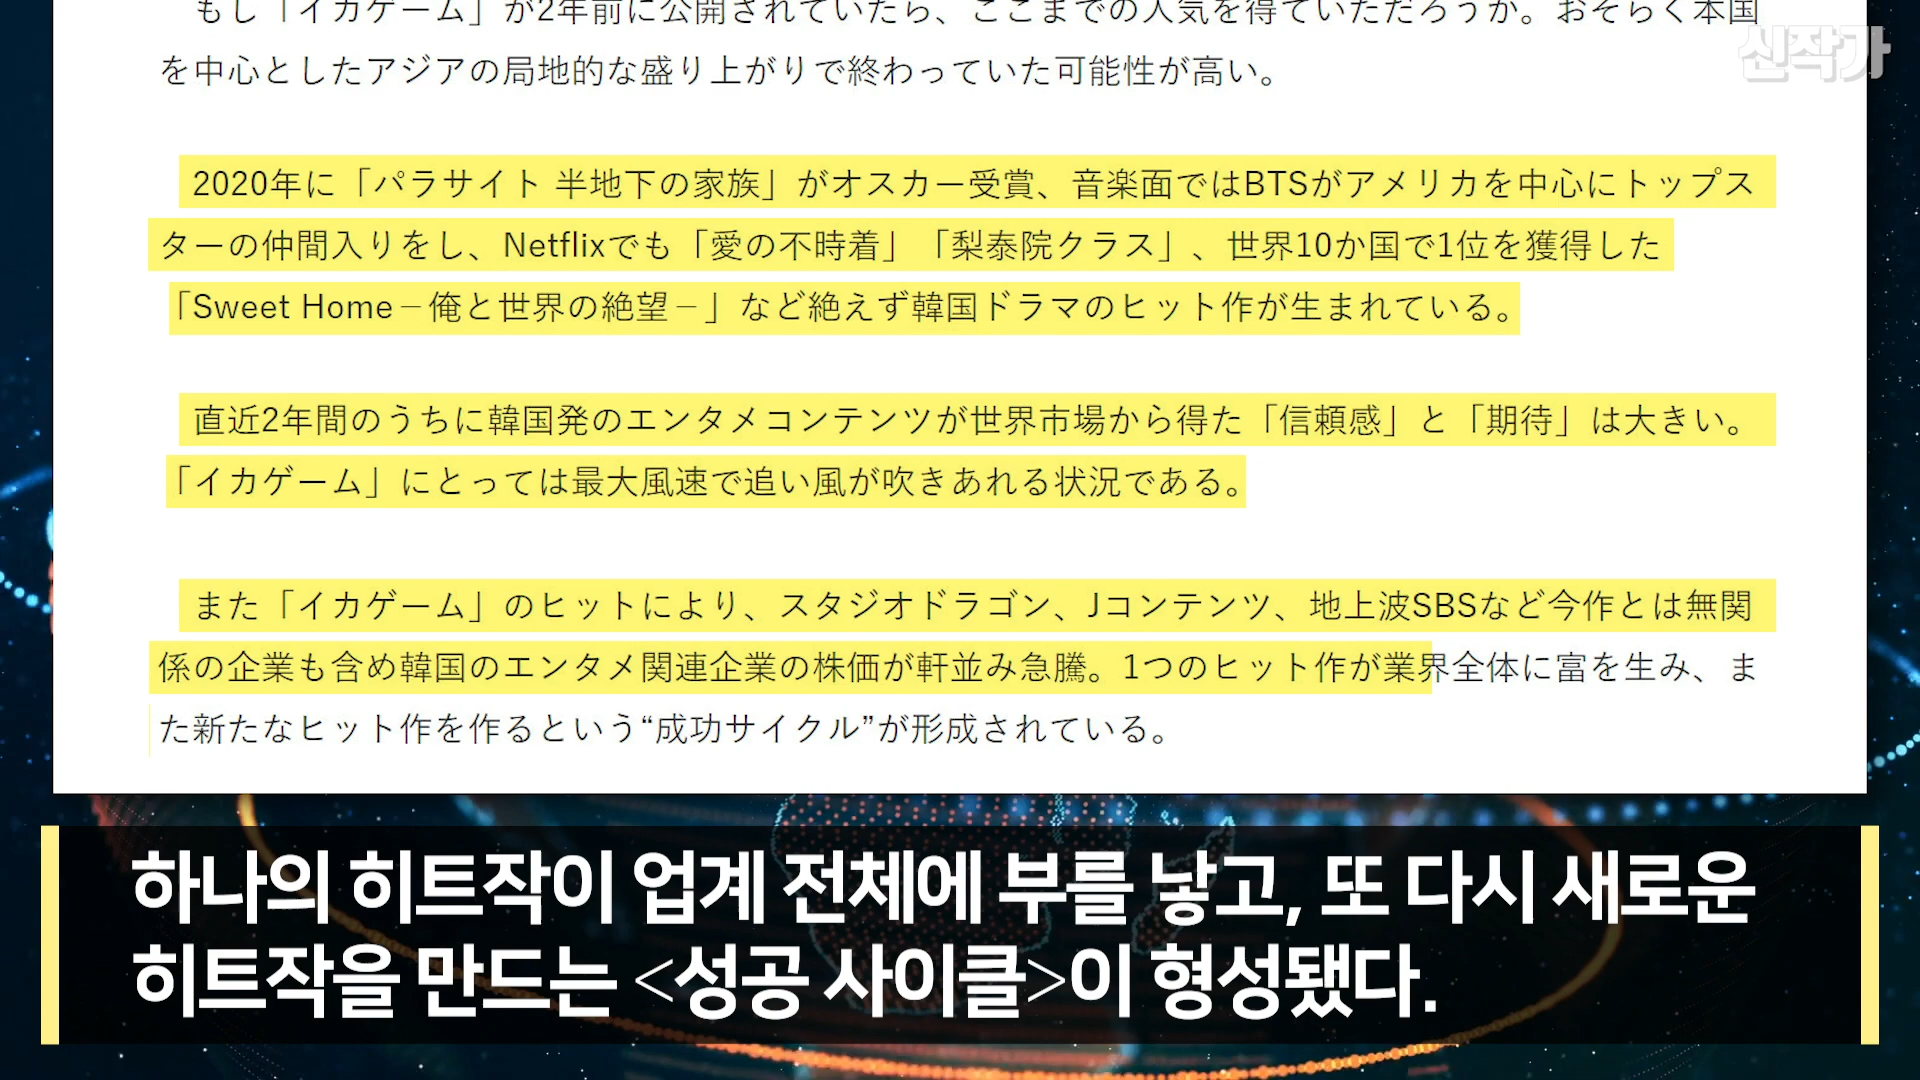 もし「イカゲーム」が2年前に公開されていたら、ここまでの人気を得ていただろうか。おそらく本国
を中心としたアジアの局地的な盛り上がりで終わっていた可能性が高い。
신작가
2020年に「パラサイト 半地下の家族」がオスカー受賞、音楽面ではBTSがアメリカを中心にトップス
ターの仲間入りをし、Netflixでも「愛の不時着」「梨泰院クラス」、世界10か国で1位を獲得した
「Sweet Home－俺と世界の絶望－」など絶えず韓国ドラマのヒット作が生まれている。
直近2年間のうちに韓国発のエンタメコンテンツが世界市場から得た「信頼感」と「期待」は大きい。
「イカゲーム」にとっては最大風速で追い風が吹きあれる状況である。
また「イカゲーム」のヒットにより、スタジオドラゴン、Jコンテンツ、地上波SBSなど今作とは無関
係の企業も含め韓国のエンタメ関連企業の株価が軒並み急騰。1つのヒット作が業界全体に富を生み、ま
た新たなヒット作を作るという“成功サイクル”が形成されている。
하나의 히트작이 업계 전체에 부를 낳고, 또 다시 새로운
히트작을 만드는 <성공 사이클>이 형성됐다.